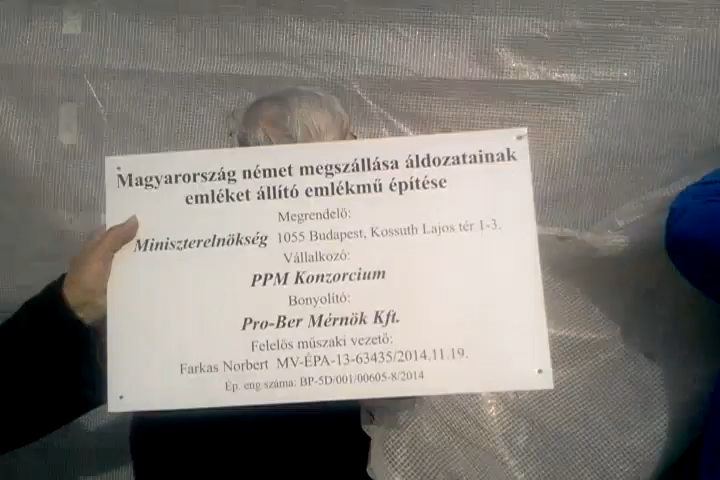 Magyarország német megszállása áldozatainak
emléket állító emlékmű építése
Megrendelő:
Miniszterelnökség 1055 Budapest, Kossuth Lajos tér 1-3.
Vállalkozó:
PPM Konzorcium
Bonyolító:
Pro-Ber Mérnök Kft.
Felelős műszaki vezető:
Farkas Norbert MV-ÉPA-13-63435/2014.11.19.
Ép. eng.száma: BP-5D/001/00605-8/2014